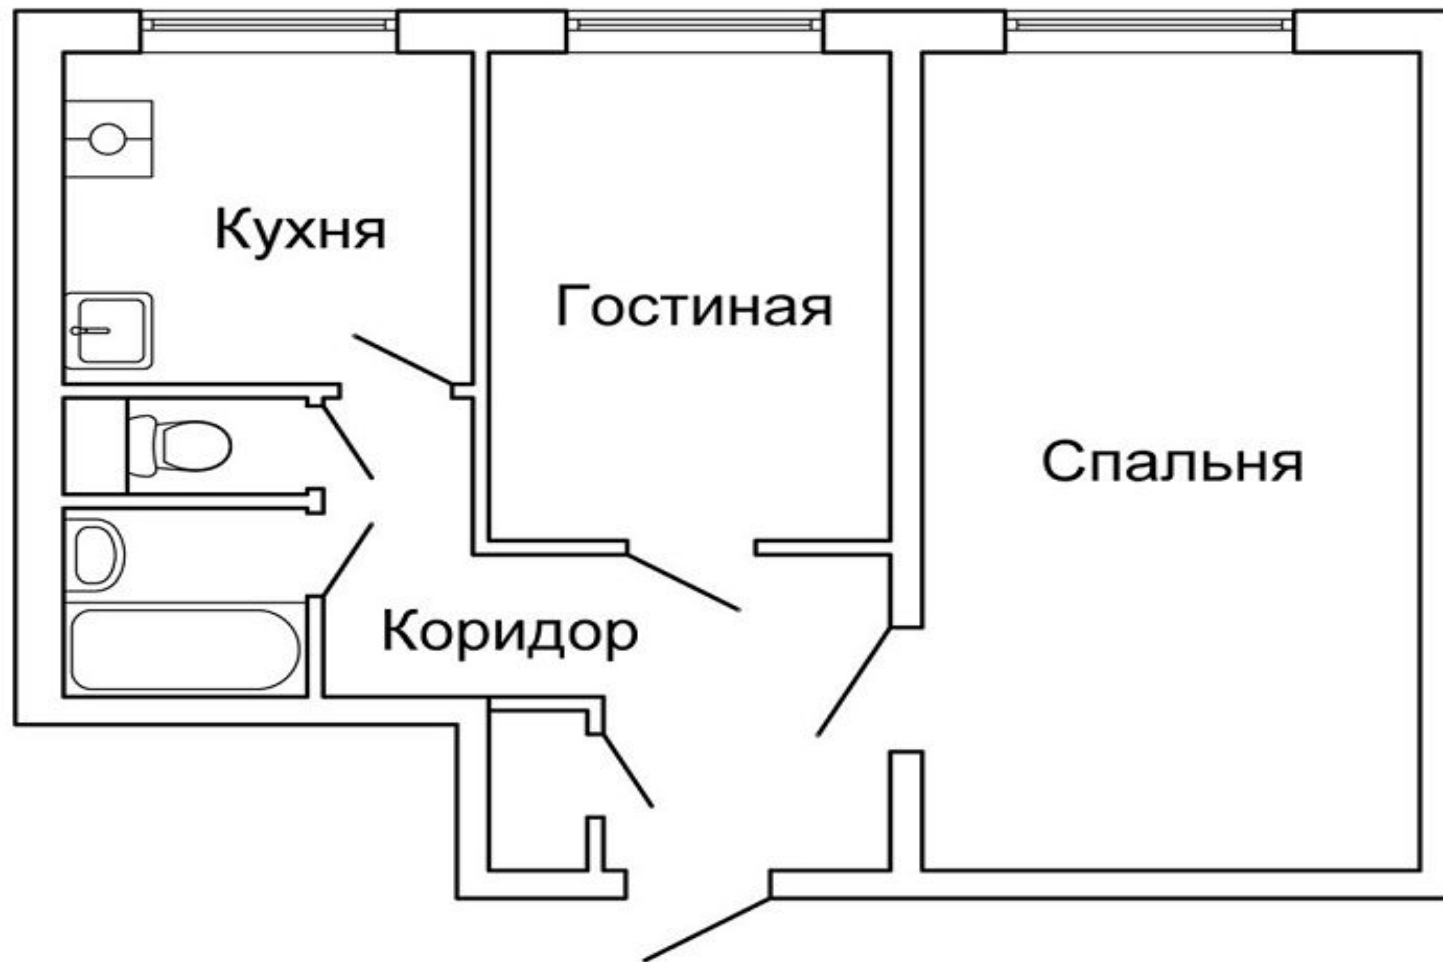 Кухня
Гостиная
Спальня
Коридор